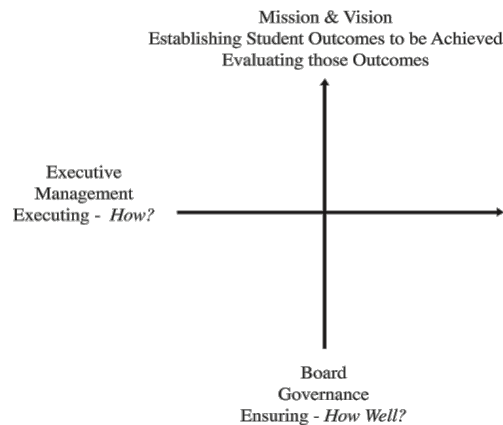 Mission & Vision
Establishing Student Outcomes to be Achieved
Evaluating those Outcomes
Executive
Management
Executing - How?
Board
Governance
Ensuring - How Well?